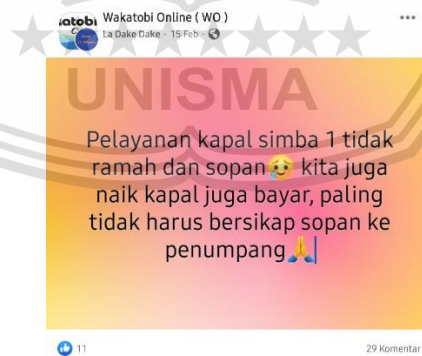 Wakatobi Online ( WO )
La Dake Dake · 15 Feb ·
atobi
UNISMA
Pelayanan kapal simba 1 tidak
ramah dan sopan🥲 kita juga
naik kapal juga bayar, paling
tidak harus bersikap sopan ke
penumpang🙏
11
29 Komentar